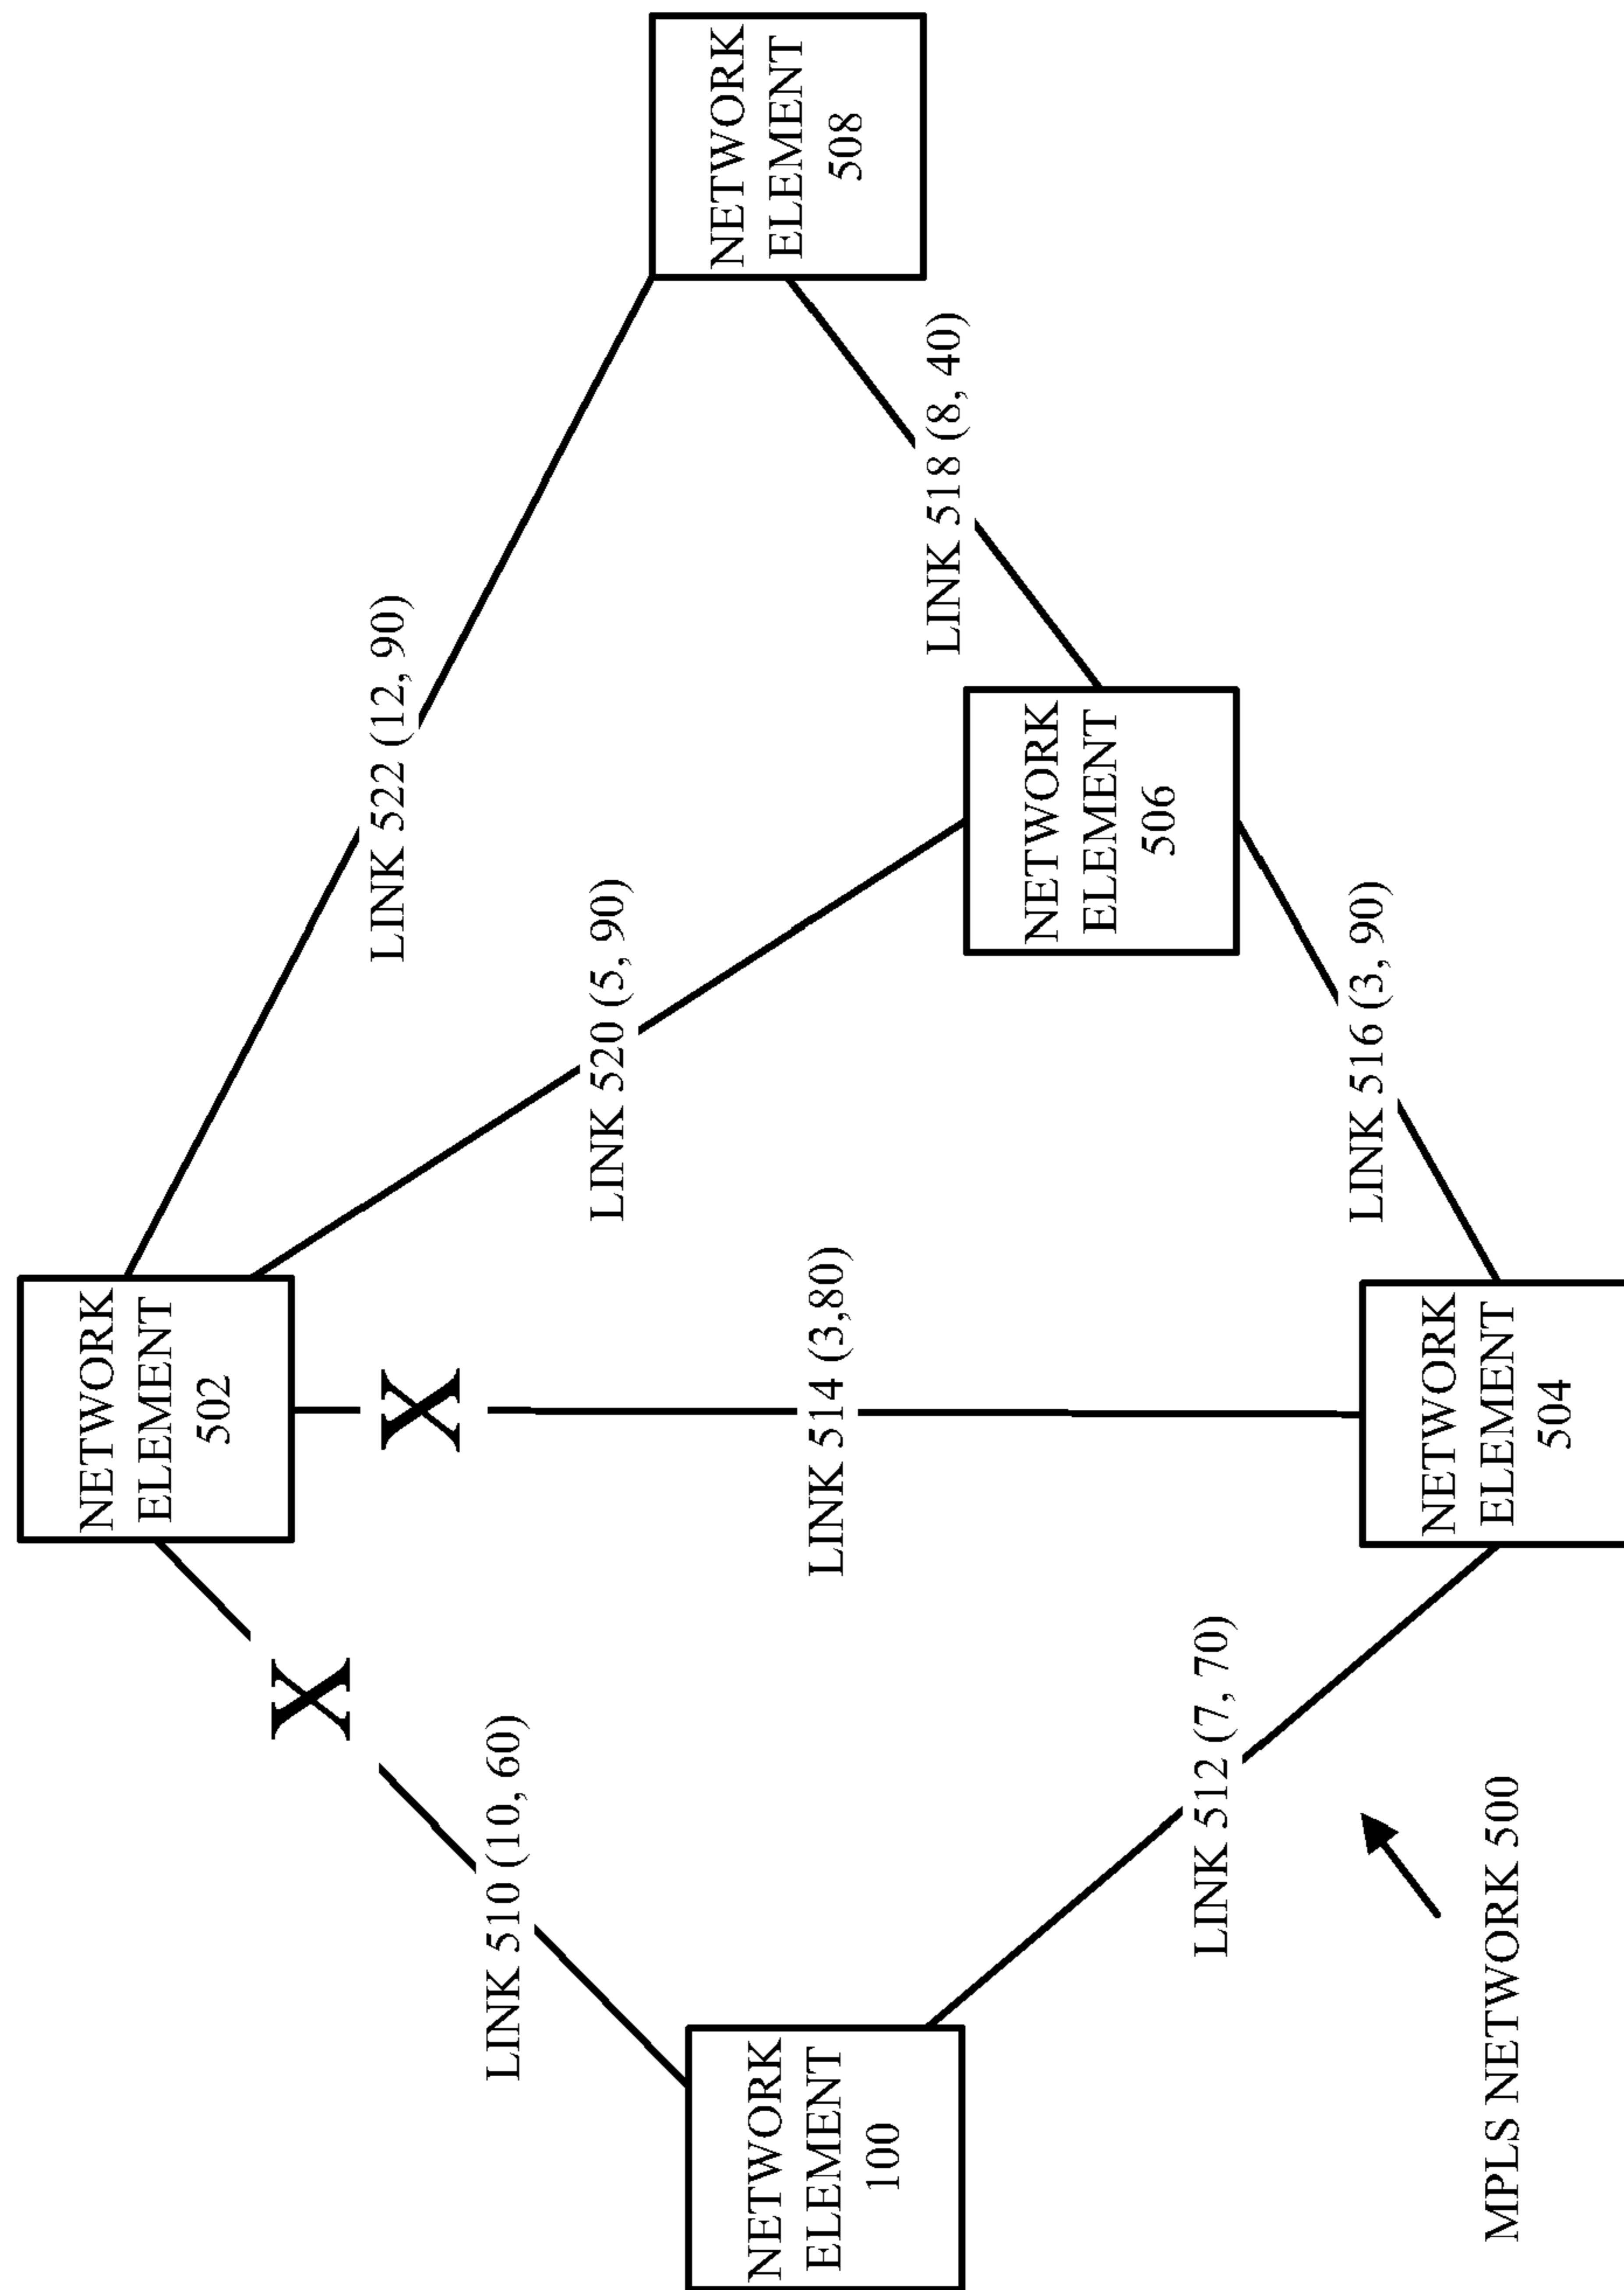 NETWORK
ELEMENT
502
X
X
LINK 510 (10, 60)
LINK 522 (12, 90)
LINK 520 (5, 90)
NETWORK
ELEMENT
100
NETWORK
ELEMENT
508
LINK 514 (3,80)
LINK 518 (8, 40)
NETWORK
ELEMENT
506
LINK 512 (7, 70)
LINK 516 (3, 90)
NETWORK
ELEMENT
504
MPLS NETWORK 500